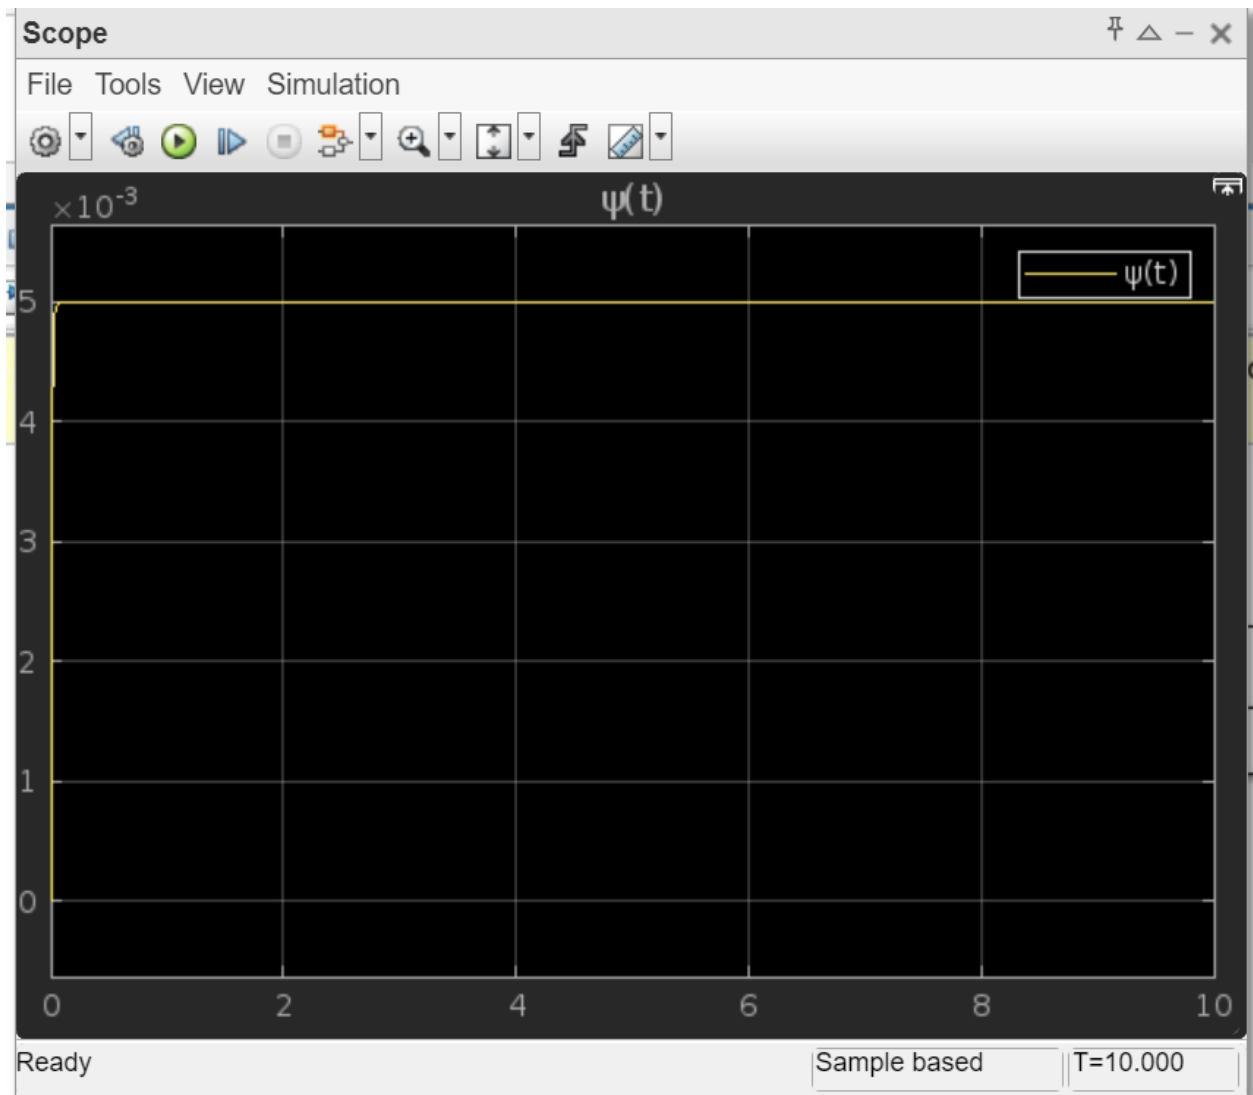 Scope
File Tools View Simulation
×10⁻³
ψ(t)
ψ(t)
5
4
3
2
1
0
0 2 4 6 8 10
Ready
Sample based
T=10.000